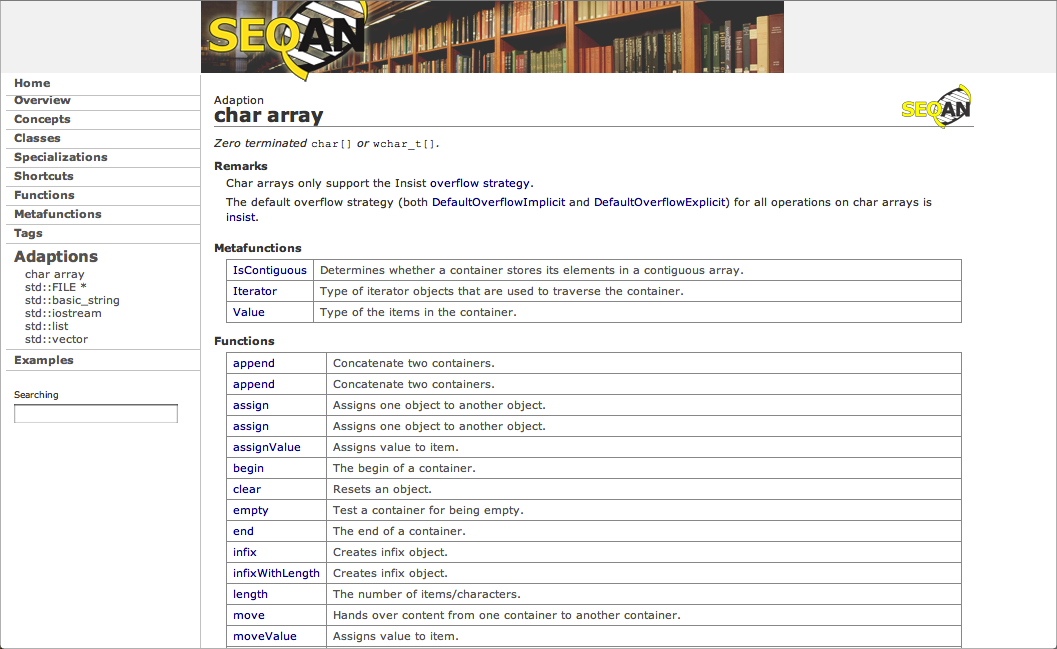 SEQAN
Home
Overview
Concepts
Classes
Specializations
Shortcuts
Functions
Metafunctions
Tags
Adaptions
char array
std::FILE *
std::basic_string
std::iostream
std::list
std::vector
Examples
Searching
Adaption
char array
SEQAN
Zero terminated char[] or wchar_t[].
Remarks
Char arrays only support the Insist overflow strategy.
The default overflow strategy (both DefaultOverflowImplicit and DefaultOverflowExplicit) for all operations on char arrays is
insist.
Metafunctions
IsContiguous Determines whether a container stores its elements in a contiguous array.
Iterator Type of iterator objects that are used to traverse the container.
Value Type of the items in the container.
Functions
append Concatenate two containers.
append Concatenate two containers.
assign Assigns one object to another object.
assign Assigns one object to another object.
assignValue Assigns value to item.
begin The begin of a container.
clear Resets an object.
empty Test a container for being empty.
end The end of a container.
infix Creates infix object.
infixWithLength Creates infix object.
length The number of items/characters.
move Hands over content from one container to another container.
moveValue Assigns value to item.